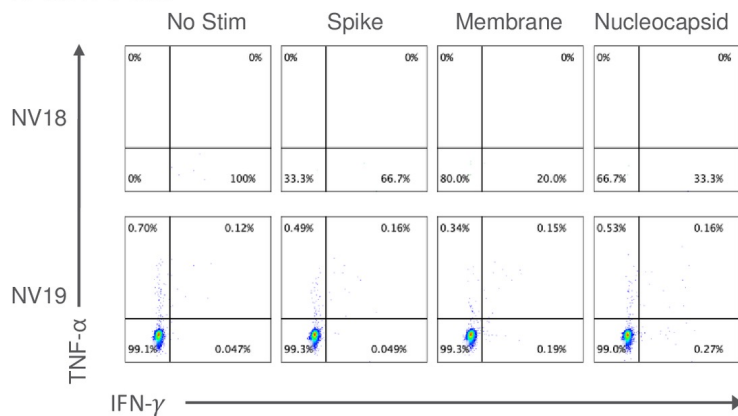 No Stim Spike Membrane Nucleocapsid
NV18
0% 0% 0% 0% 0% 0% 0% 0%
0% 100% 33.3% 66.7% 80.0% 20.0% 66.7% 33.3%
NV19
0.70% 0.12% 0.49% 0.16% 0.34% 0.15% 0.53% 0.16%
99.1% 0.047% 99.3% 0.049% 99.3% 0.19% 99.0% 0.27%
TNF-α
IFN-γ